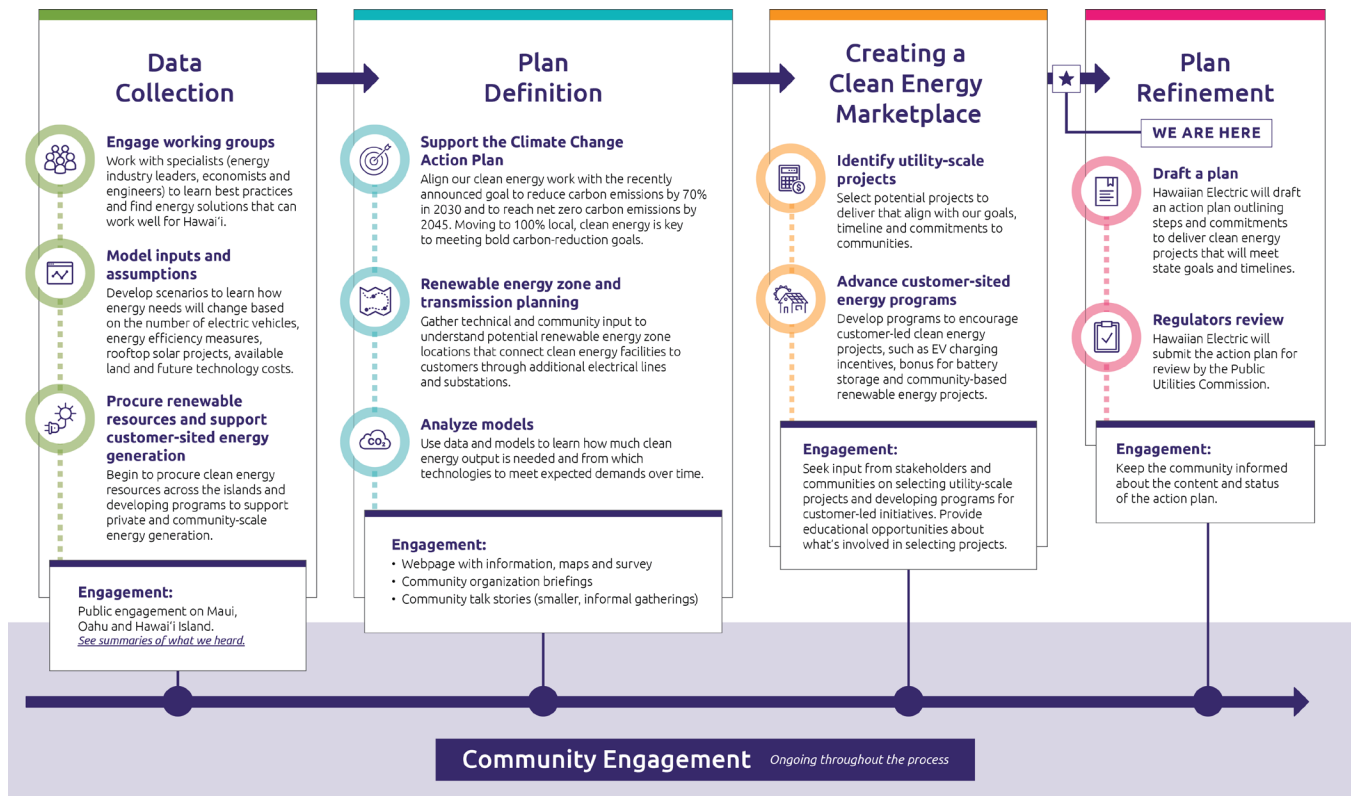 Data
Collection
Engage working groups
Work with specialists (energy
industry leaders, economists and
engineers) to learn best practices
and find energy solutions that can
work well for Hawai‘i.
Model inputs and
assumptions
Develop scenarios to learn how
energy needs will change based
on the number of electric vehicles,
energy efficiency measures,
rooftop solar projects, available
land and future technology costs.
Procure renewable
resources and support
customer-sited energy
generation
Begin to procure clean energy
resources across the islands and
developing programs to support
private and community-scale
energy generation.
Engagement:
Public engagement on Maui,
Oahu and Hawai‘i Island.
See summaries of what we heard.
Plan
Definition
Support the Climate Change
Action Plan
Align our clean energy work with the recently
announced goal to reduce carbon emissions by 70%
in 2030 and to reach net zero carbon emissions by
2045. Moving to 100% local, clean energy is key
to meeting bold carbon-reduction goals.
Renewable energy zone and
transmission planning
Gather technical and community input to
understand potential renewable energy zone
locations that connect clean energy facilities to
customers through additional electrical lines
and substations.
CO₂
Analyze models
Use data and models to learn how much clean
energy output is needed and from which
technologies to meet expected demands over time.
Engagement:
• Webpage with information, maps and survey
• Community organization briefings
• Community talk stories (smaller, informal gatherings)
Creating a
Clean Energy
Marketplace
$
Identify utility-scale
projects
Select potential projects to
deliver that align with our goals,
timeline and commitments to
communities.
Advance customer-sited
energy programs
Develop programs to encourage
customer-led clean energy
projects, such as EV charging
incentives, bonus for battery
storage and community-based
renewable energy projects.
Engagement:
Seek input from stakeholders and
communities on selecting utility-scale
projects and developing programs for
customer-led initiatives. Provide
educational opportunities about
what's involved in selecting projects.
Plan
Refinement
WE ARE HERE
Draft a plan
Hawaiian Electric will draft
an action plan outlining
steps and commitments
to deliver clean energy
projects that will meet
state goals and timelines.
Regulators review
Hawaiian Electric will
submit the action plan for
review by the Public
Utilities Commission.
Engagement:
Keep the community informed
about the content and status
of the action plan.
Community Engagement Ongoing throughout the process